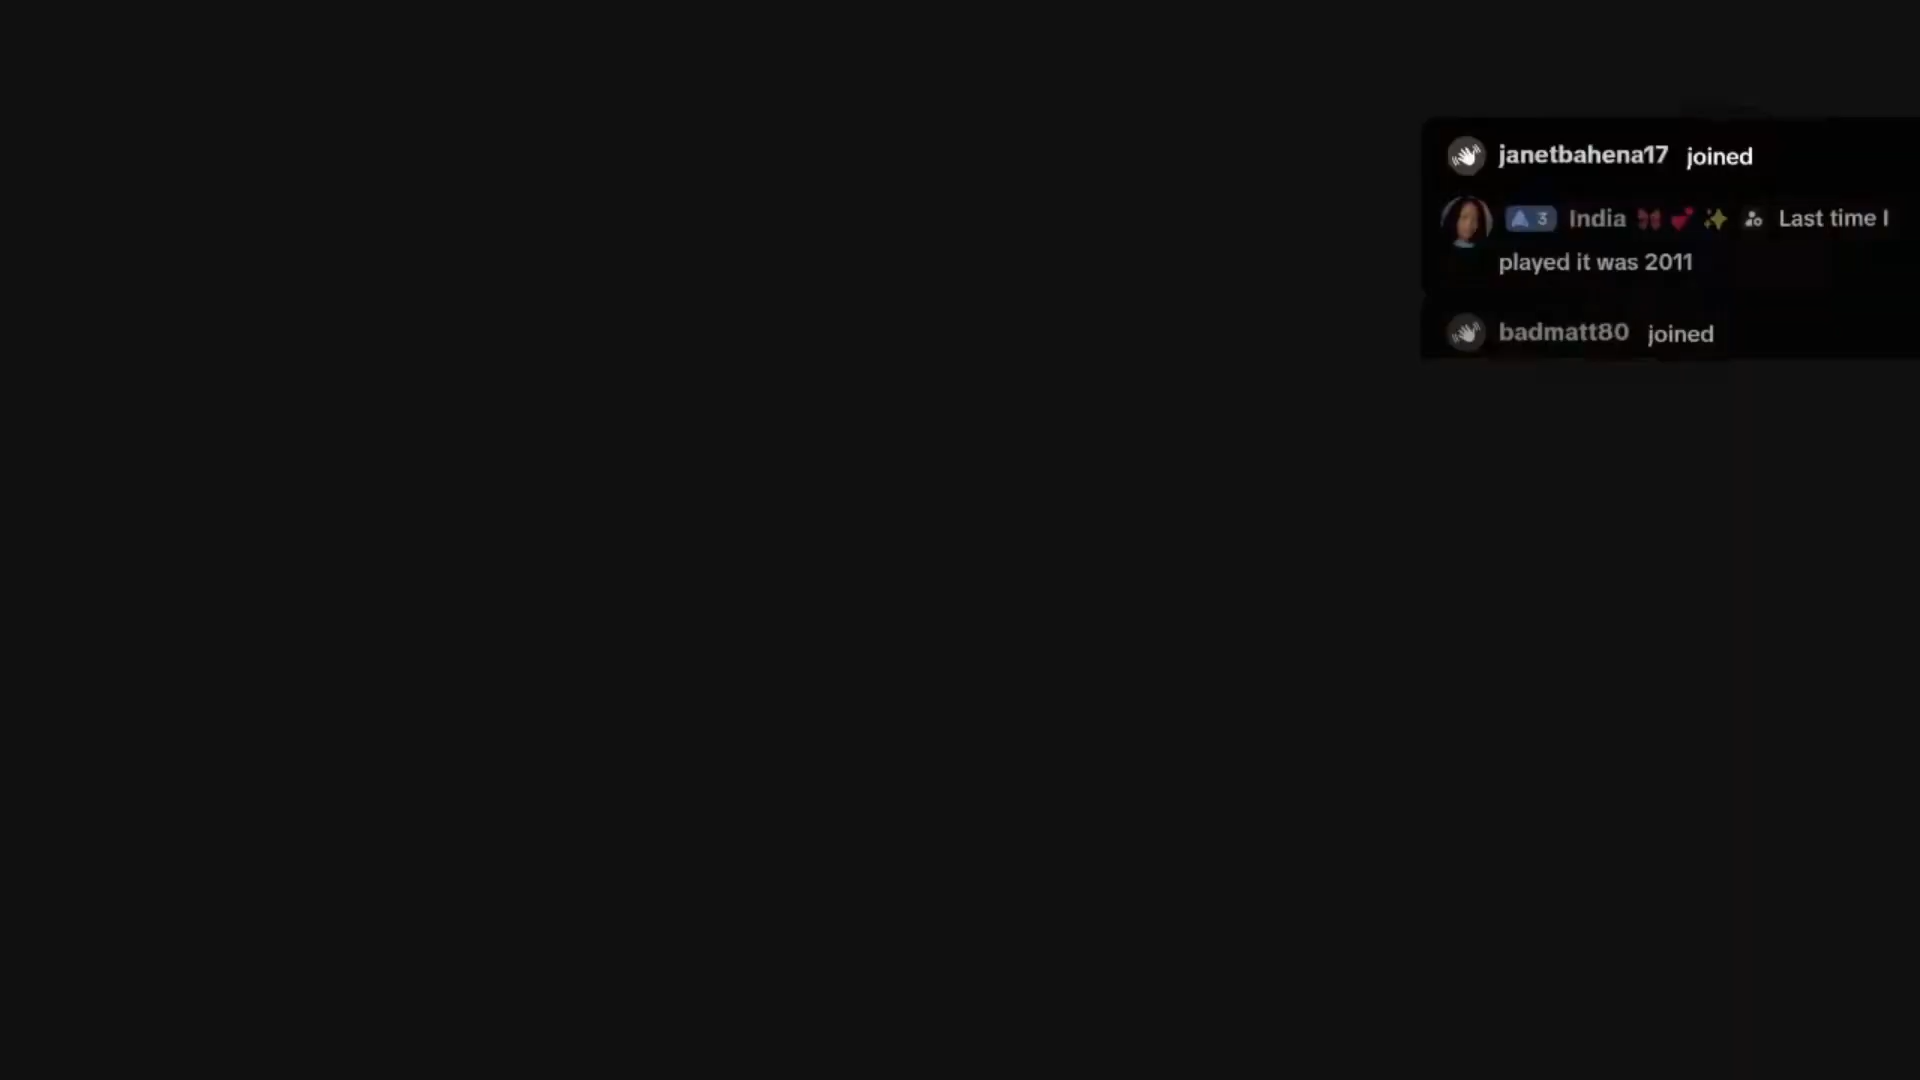 janetbahena17 joined
3 India 🎀 💕 ✨ Last time I
played it was 2011
badmatt80 joined